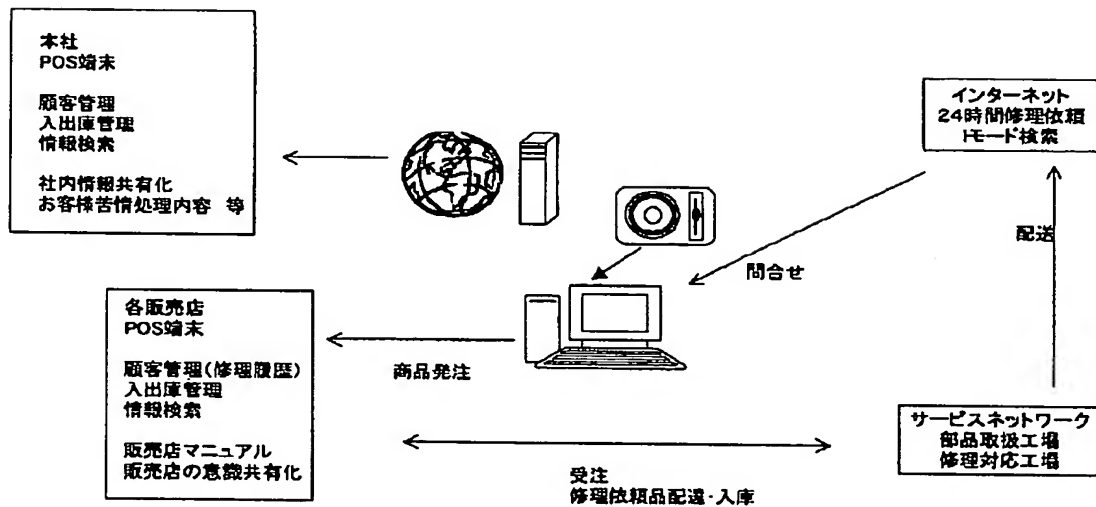 本社
POS端末
顧客管理
入出庫管理
情報検索
社内情報共有化
お客様苦情処理内容 等
インターネット
24時間修理依頼
Iモード検索
配送
問合せ
各販売店
POS端末
顧客管理(修理履歴)
入出庫管理
情報検索
販売店マニュアル
販売店の意識共有化
商品発注
サービスネットワーク
部品取扱工場
修理対応工場
受注
修理依頼品配達・入庫